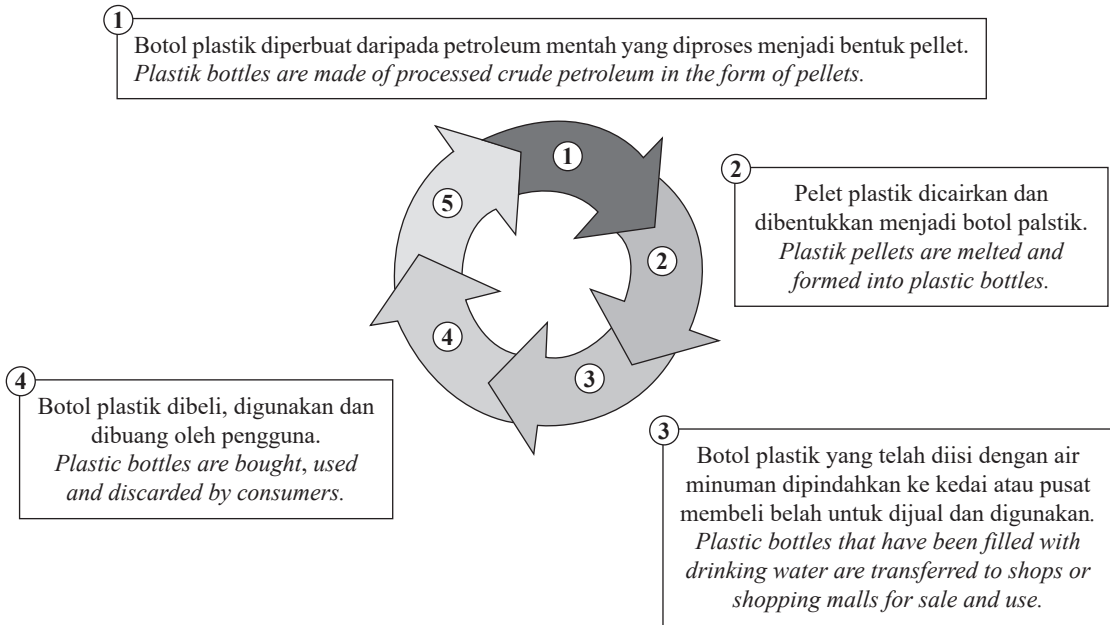 1
Botol plastik diperbuat daripada petroleum mentah yang diproses menjadi bentuk pellet.
Plastik bottles are made of processed crude petroleum in the form of pellets.
1
2
3
4
5
2
Pelet plastik dicairkan dan
dibentukkan menjadi botol palstik.
Plastik pellets are melted and
formed into plastic bottles.
3
Botol plastik yang telah diisi dengan air
minuman dipindahkan ke kedai atau pusat
membeli belah untuk dijual dan digunakan.
Plastic bottles that have been filled with
drinking water are transferred to shops or
shopping malls for sale and use.
4
Botol plastik dibeli, digunakan dan
dibuang oleh pengguna.
Plastic bottles are bought, used
and discarded by consumers.